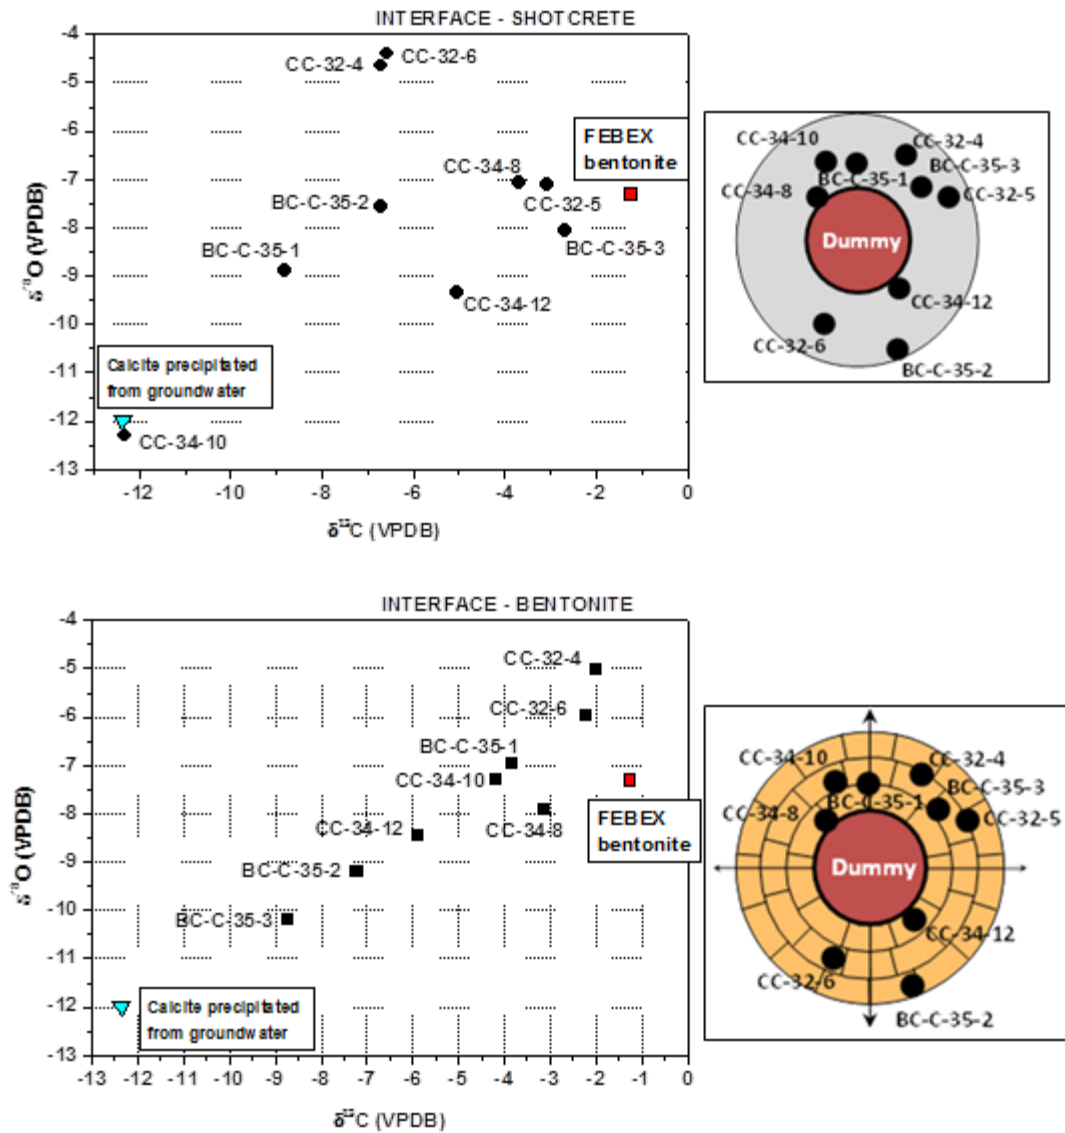 INTERFACE - SHOTCRETE
-4
-5
-6
-7
-8
-9
-10
-11
-12
-13
δ¹⁸O (VPDB)
CC-32-6
CC-32-4
FEBEX
bentonite
CC-34-8
CC-32-5
BC-C-35-2
BC-C-35-3
BC-C-35-1
CC-34-12
Calcite precipitated
from groundwater
CC-34-10
-12 -10 -8 -6 -4 -2 0
δ¹³C (VPDB)
CC-34-10
CC-32-4
BC-C-35-3
CC-34-8
BC-C-35-1
CC-32-5
Dummy
CC-34-12
CC-32-6
BC-C-35-2
INTERFACE - BENTONITE
-4
-5
-6
-7
-8
-9
-10
-11
-12
-13
δ¹⁸O (VPDB)
CC-32-4
CC-32-6
BC-C-35-1
CC-34-10
CC-34-12
CC-34-8
FEBEX
bentonite
BC-C-35-2
BC-C-35-3
Calcite precipitated
from groundwater
-13 -12 -11 -10 -9 -8 -7 -6 -5 -4 -3 -2 -1 -0
δ¹³C (VPDB)
CC-34-10
CC-32-4
BC-C-35-3
CC-34-8
BC-C-35-1
CC-32-5
Dummy
CC-34-12
CC-32-6
BC-C-35-2